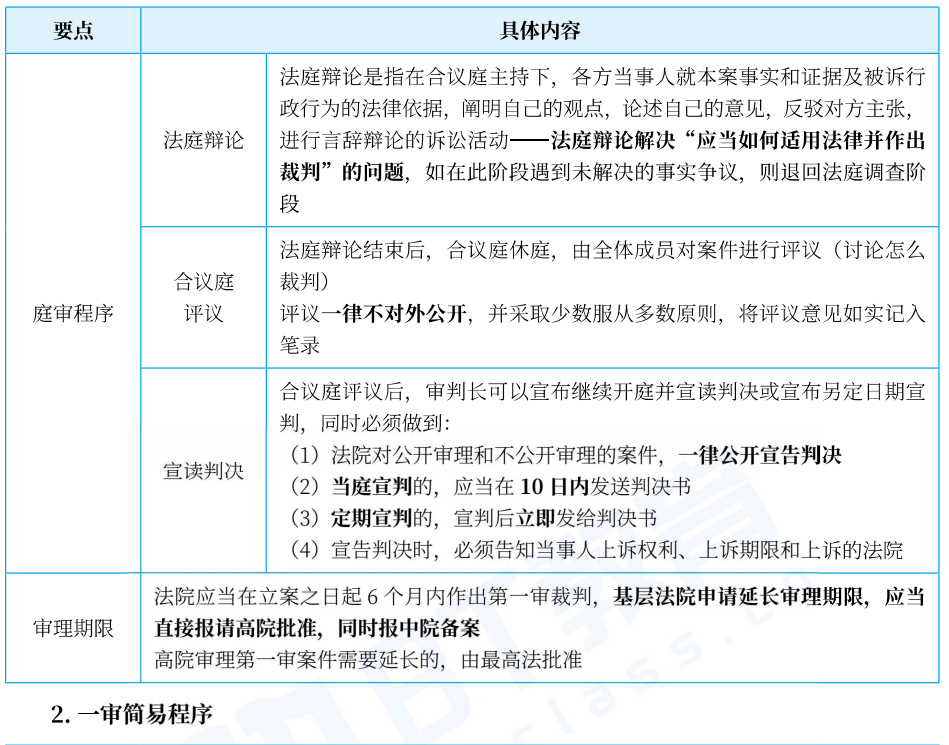 要点
具体内容
庭审程序
法庭辩论
法庭辩论是指在合议庭主持下，各方当事人就本案事实和证据及被诉行
政行为的法律依据，阐明自己的观点，论述自己的意见，反驳对方主张，
进行言辞辩论的诉讼活动——法庭辩论解决“应当如何适用法律并作出
裁判”的问题，如在此阶段遇到未解决的事实争议，则退回法庭调查阶
段
合议庭
评议
法庭辩论结束后，合议庭休庭，由全体成员对案件进行评议（讨论怎么
裁判）
评议一律不对外公开，并采取少数服从多数原则，将评议意见如实记入
笔录
宣读判决
合议庭评议后，审判长可以宣布继续开庭并宣读判决或宣布另定日期宣
判，同时必须做到：
（1）法院对公开审理和不公开审理的案件，一律公开宣告判决
（2）当庭宣判的，应当在 10 日内发送判决书
（3）定期宣判的，宣判后立即发给判决书
（4）宣告判决时，必须告知当事人上诉权利、上诉期限和上诉的法院
审理期限
法院应当在立案之日起 6 个月内作出第一审裁判，基层法院申请延长审理期限，应当
直接报请高院批准，同时报中院备案
高院审理第一审案件需要延长的，由最高法批准
2. 一审简易程序